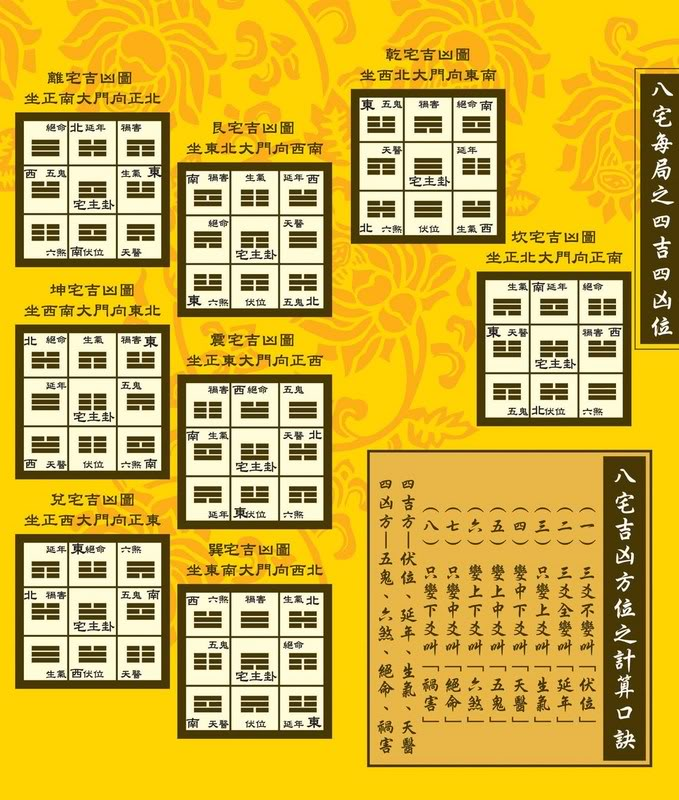 八宅每局之四吉四凶位
乾宅吉凶圖
坐西北大門向東南
東 五鬼 禍害 絕命 南
天醫 延年
宅主卦
北 六煞 伏位 生氣 西
坎宅吉凶圖
坐正北大門向正南
生氣 南 延年 絕命
東 天醫 禍害 西
宅主卦
五鬼 北 伏位 六煞
艮宅吉凶圖
坐東北大門向西南
南 禍害 生氣 延年 西
絕命 天醫
宅主卦
東 六煞 伏位 五鬼 北
震宅吉凶圖
坐正東大門向正西
禍害 西 絕命 五鬼
南 生氣 天醫 北
宅主卦
延年 東 伏位 六煞
巽宅吉凶圖
坐東南大門向西北
西 六煞 禍害 生氣 北
五鬼 絕命
宅主卦
南 天醫 伏位 延年 東
離宅吉凶圖
坐正南大門向正北
絕命 北 延年 禍害
西 五鬼 生氣 東
宅主卦
六煞 南 伏位 天醫
坤宅吉凶圖
坐西南大門向東北
北 絕命 生氣 禍害 東
延年 五鬼
宅主卦
西 天醫 伏位 六煞 南
兌宅吉凶圖
坐正西大門向正東
延年 東 絕命 六煞
北 禍害 五鬼 南
宅主卦
生氣 西 伏位 天醫
八宅吉凶方位之計算口訣
(一) 三爻不變叫「伏位」
(二) 三爻全變叫「延年」
(三) 只變上爻叫「生氣」
(四) 變中下爻叫「天醫」
(五) 變上中爻叫「五鬼」
(六) 變上下爻叫「六煞」
(七) 只變中爻叫「絕命」
(八) 只變下爻叫「禍害」
四吉方—伏位、延年、生氣、天醫
四凶方—五鬼、六煞、絕命、禍害